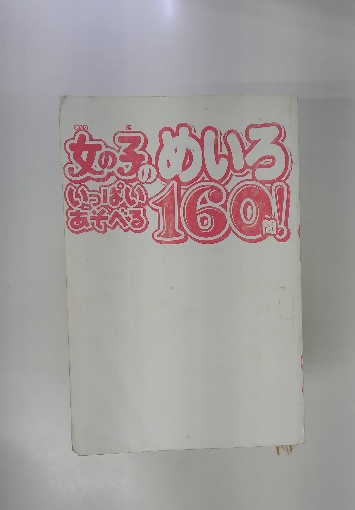 女の子のめいろ
いっぱい
あそべる
160問!